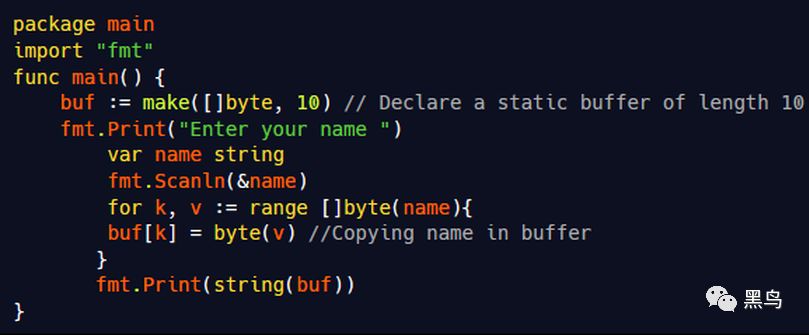 package main
import "fmt"
func main() {
    buf := make([]byte, 10) // Declare a static buffer of length 10
    fmt.Print("Enter your name ")
        var name string
        fmt.Scanln(&name)
        for k, v := range []byte(name){
        buf[k] = byte(v) //Copying name in buffer
       }
       fmt.Print(string(buf))
}
黑鸟